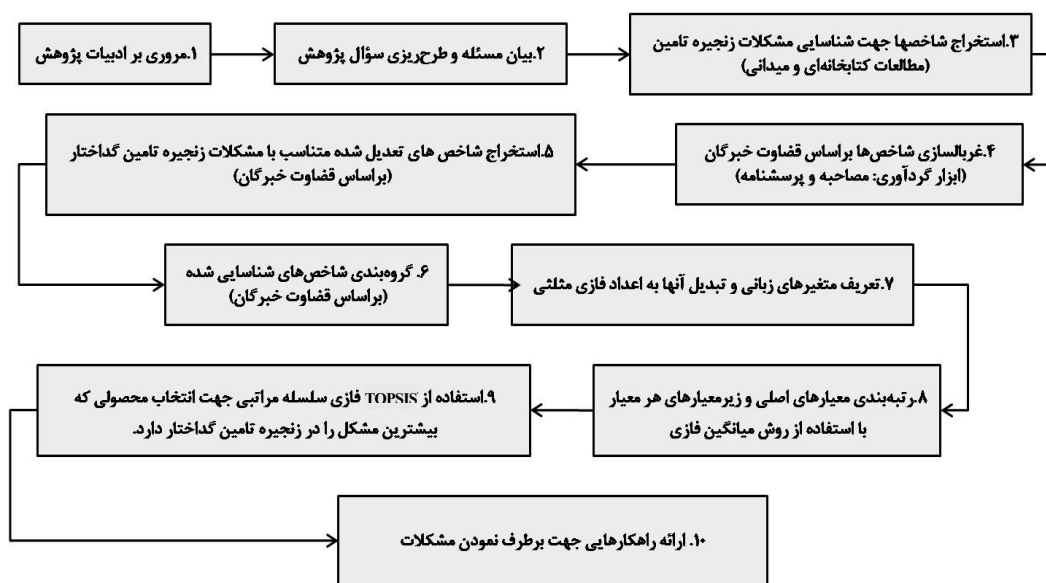 ۱.مروری بر ادبیات پژوهش
۲.بیان مسئله و طرح‌ریزی سؤال پژوهش
۳.استخراج شاخصها جهت شناسایی مشکلات زنجیره تامین
(مطالعات کتابخانه‌ای و میدانی)
۴.غربالسازی شاخص‌ها براساس قضاوت خبرگان
(ابزار گردآوری: مصاحبه و پرسشنامه)
۵.استخراج شاخص های تعدیل شده متناسب با مشکلات زنجیره تامین گداختار
(براساس قضاوت خبرگان)
۶. گروه‌بندی شاخص‌های شناسایی شده
(براساس قضاوت خبرگان)
۷.تعریف متغیرهای زبانی و تبدیل آنها به اعداد فازی مثلثی
۸.رتبه‌بندی معیارهای اصلی و زیرمعیارهای هر معیار
با استفاده از روش میانگین فازی
۹.استفاده از TOPSIS فازی سلسله مراتبی جهت انتخاب محصولی که
بیشترین مشکل را در زنجیره تامین گداختار دارد.
۱۰. ارائه راهکارهایی جهت برطرف نمودن مشکلات